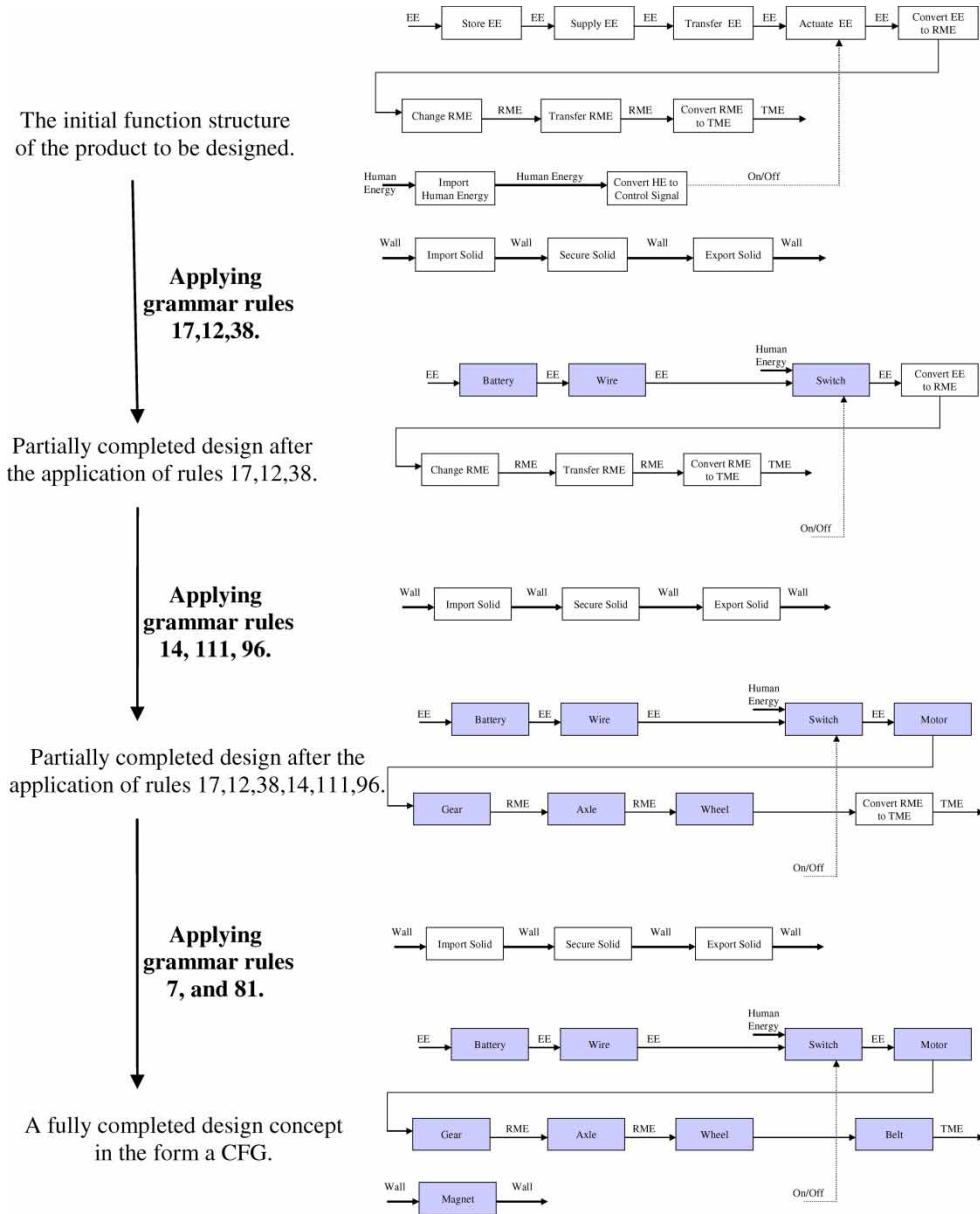 EE
EE
EE
EE
EE
Store EE
Supply EE
Transfer EE
Actuate EE
Convert EE
to RME
The initial function structure
of the product to be designed.
Change RME
RME
Transfer RME
RME
Convert RME
to TME
TME
Human
Energy
Import
Human Energy
Human Energy
Convert HE to
Control Signal
On/Off
Wall
Import Solid
Wall
Secure Solid
Wall
Export Solid
Wall
Applying
grammar rules
17,12,38.
EE
Battery
EE
Wire
EE
Human
Energy
Switch
EE
Convert EE
to RME
Partially completed design after
the application of rules 17,12,38.
Change RME
RME
Transfer RME
RME
Convert RME
to TME
TME
On/Off
Applying
grammar rules
14, 111, 96.
Wall
Import Solid
Wall
Secure Solid
Wall
Export Solid
Wall
EE
Battery
EE
Wire
EE
Human
Energy
Switch
EE
Motor
Partially completed design after the
application of rules 17,12,38,14,111,96.
Gear
RME
Axle
RME
Wheel
Convert RME
to TME
TME
On/Off
Applying
grammar rules
7, and 81.
Wall
Import Solid
Wall
Secure Solid
Wall
Export Solid
Wall
EE
Battery
EE
Wire
EE
Human
Energy
Switch
EE
Motor
A fully completed design concept
in the form a CFG.
Gear
RME
Axle
RME
Wheel
Belt
TME
Wall
Magnet
Wall
On/Off